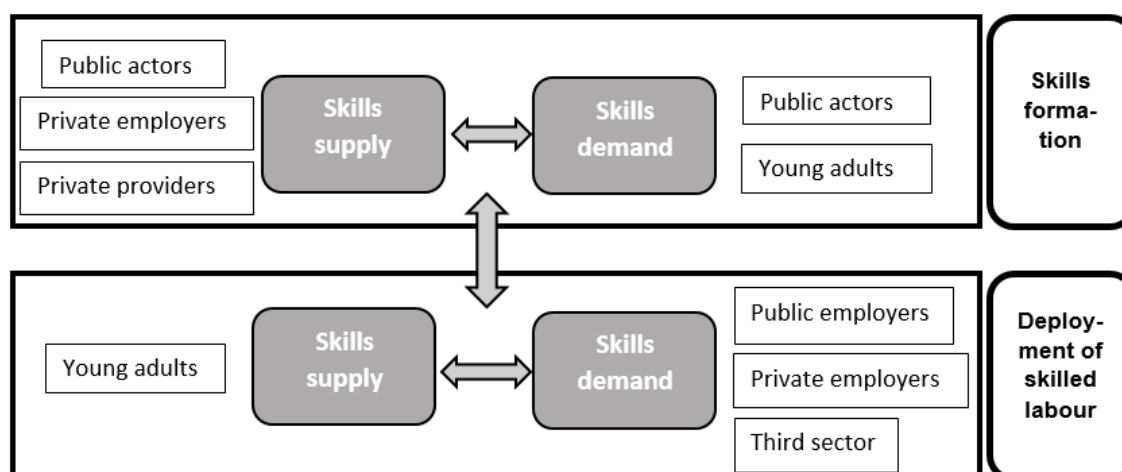 Public actors
Private employers
Private providers
Skills
supply
Skills
demand
Public actors
Young adults
Skills
forma-
tion
Young adults
Skills
supply
Skills
demand
Public employers
Private employers
Third sector
Deploy-
ment of
skilled
labour